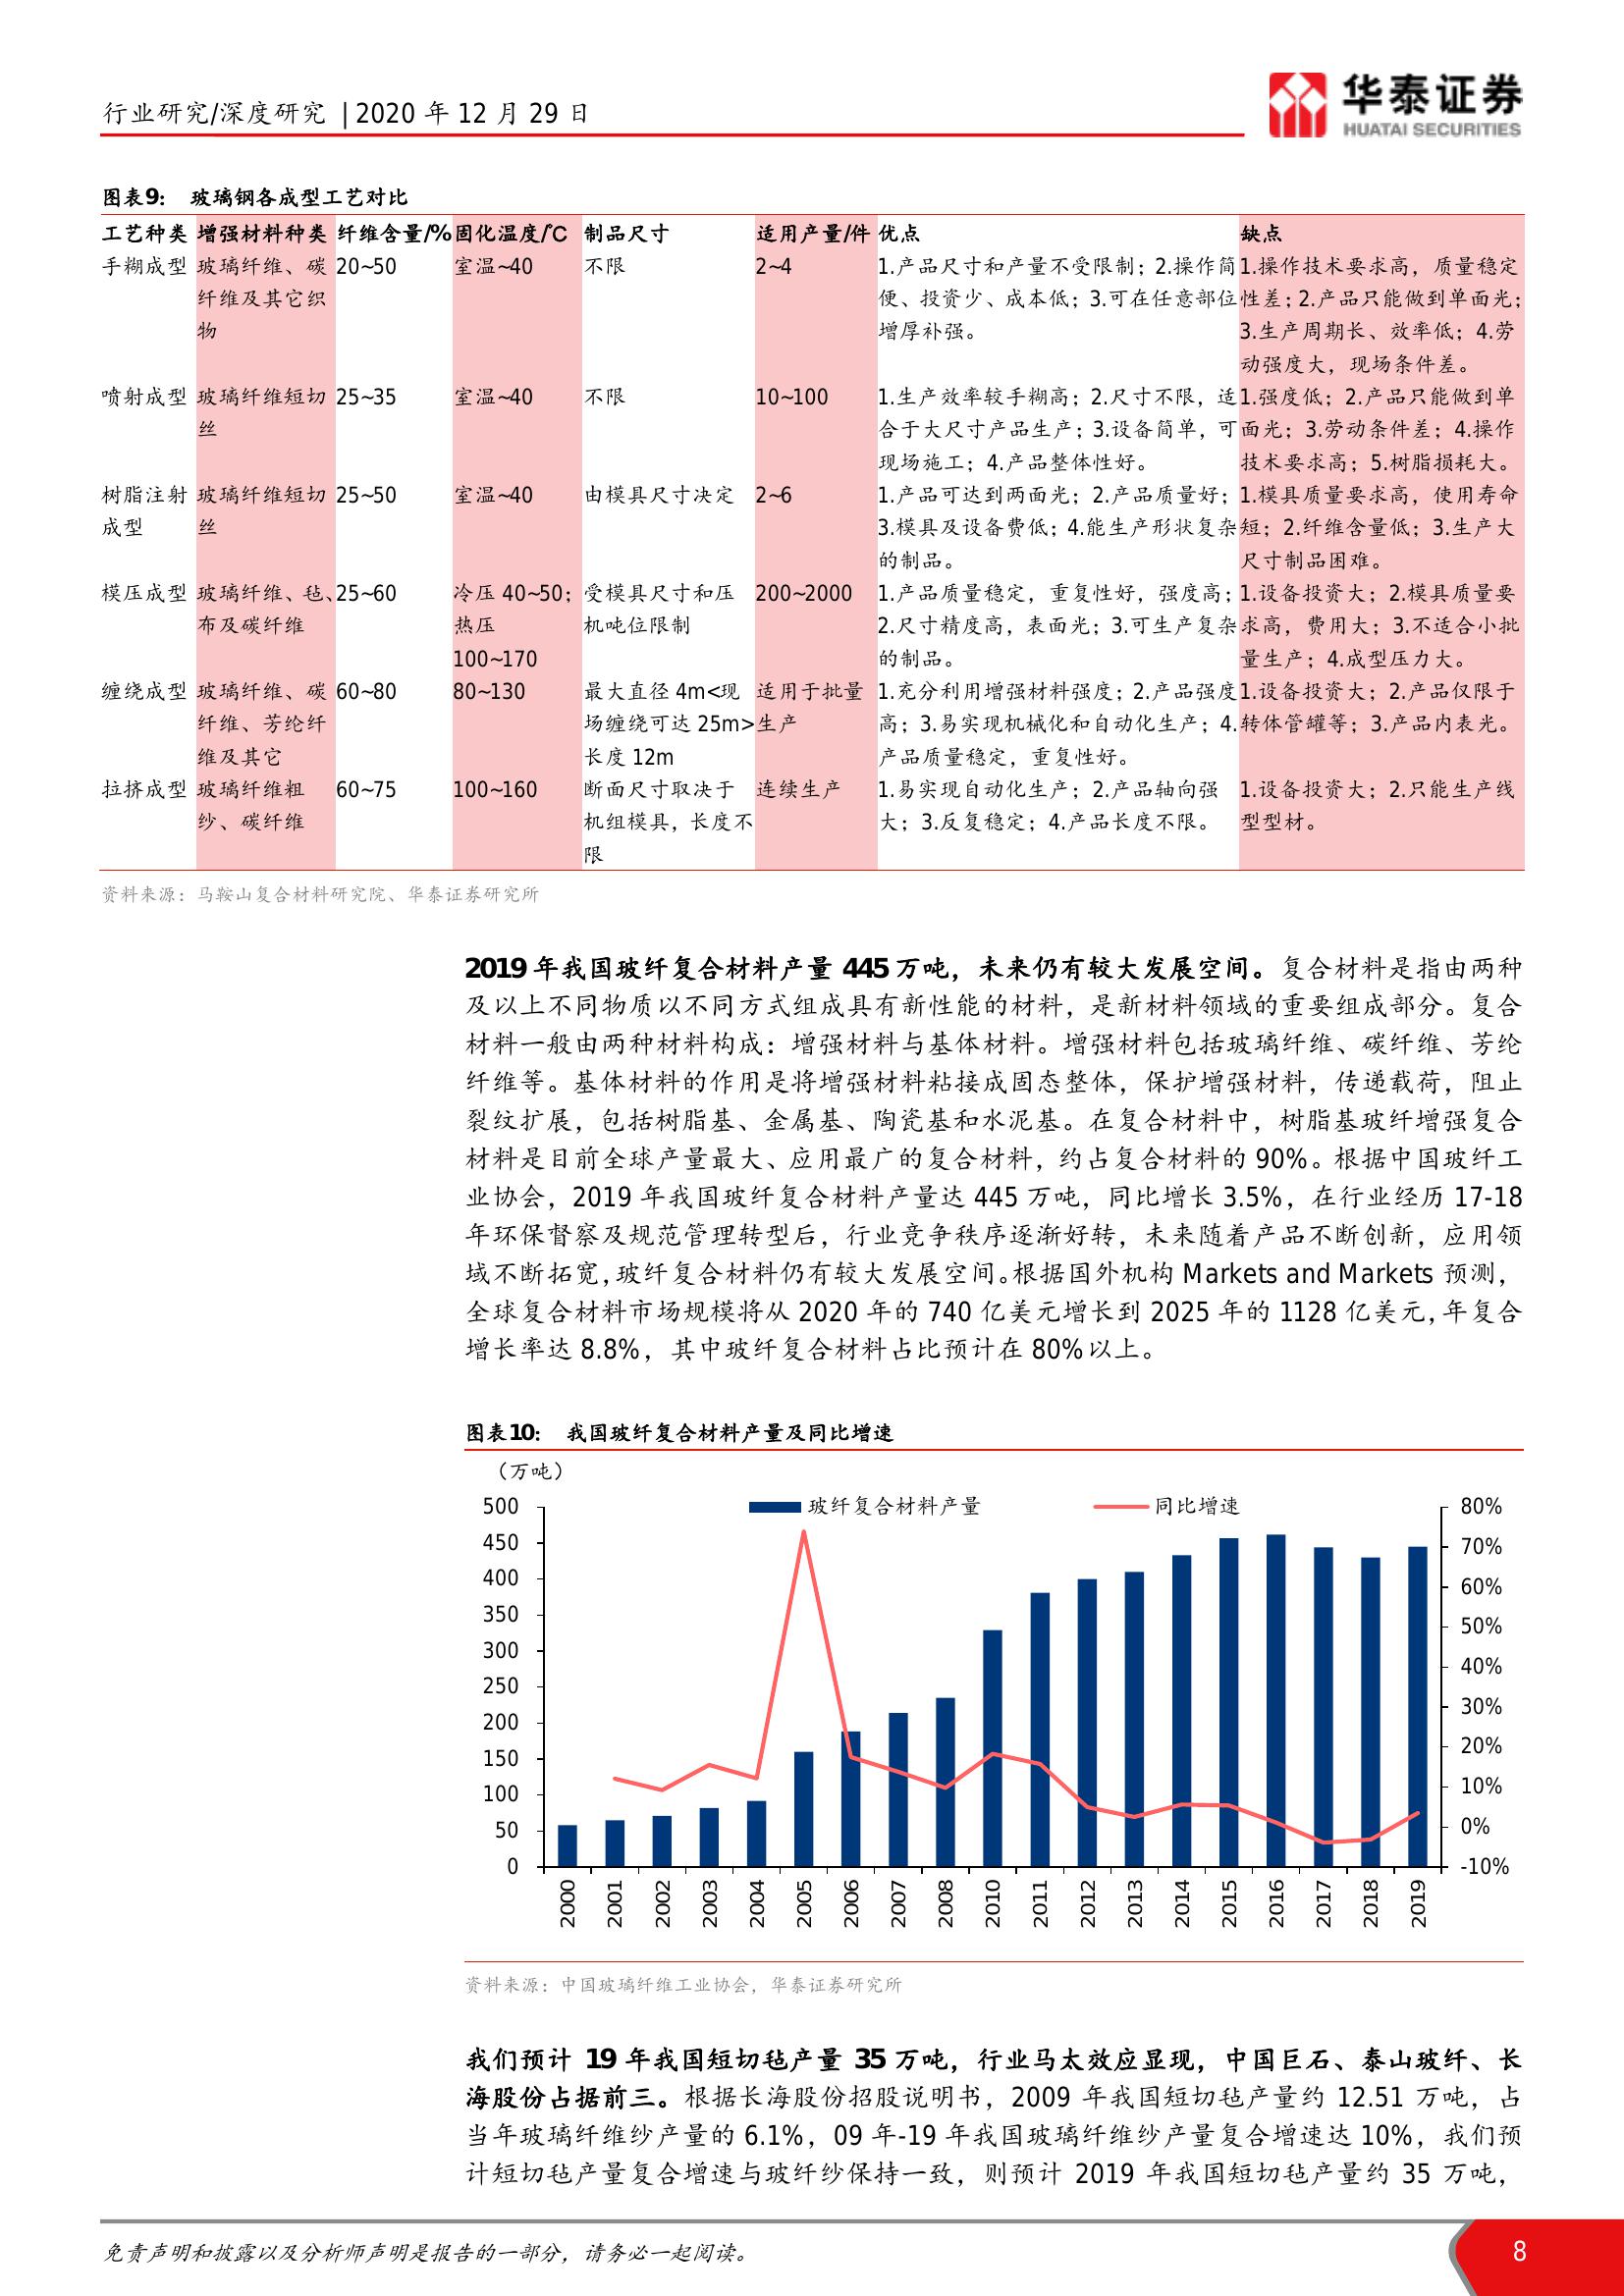 行业研究/深度研究 | 2020 年 12 月 29 日
华泰证券
HUATAI SECURITIES
图表9： 玻璃钢各成型工艺对比
工艺种类 增强材料种类 纤维含量/% 固化温度/℃ 制品尺寸 适用产量/件 优点 缺点
手糊成型 玻璃纤维、碳 20~50 室温~40 不限 2~4 1.产品尺寸和产量不受限制；2.操作简 1.操作技术要求高，质量稳定
纤维及其它织 便、投资少、成本低；3.可在任意部位 性差；2.产品只能做到单面光；
物 增厚补强。 3.生产周期长、效率低；4.劳
动强度大，现场条件差。
喷射成型 玻璃纤维短切 25~35 室温~40 不限 10~100 1.生产效率较手糊高；2.尺寸不限，适 1.强度低；2.产品只能做到单
丝 合于大尺寸产品生产；3.设备简单，可 面光；3.劳动条件差；4.操作
现场施工；4.产品整体性好。 技术要求高；5.树脂损耗大。
树脂注射 玻璃纤维短切 25~50 室温~40 由模具尺寸决定 2~6 1.产品可达到两面光；2.产品质量好； 1.模具质量要求高，使用寿命
成型 丝 3.模具及设备费低；4.能生产形状复杂 短；2.纤维含量低；3.生产大
的制品。 尺寸制品困难。
模压成型 玻璃纤维、毡、 25~60 冷压 40~50； 受模具尺寸和压 200~2000 1.产品质量稳定，重复性好，强度高； 1.设备投资大；2.模具质量要
布及碳纤维 热压 机吨位限制 2.尺寸精度高，表面光；3.可生产复杂 求高，费用大；3.不适合小批
100~170 的制品。 量生产；4.成型压力大。
缠绕成型 玻璃纤维、碳 60~80 80~130 最大直径 4m<现 适用于批量 1.充分利用增强材料强度；2.产品强度 1.设备投资大；2.产品仅限于
纤维、芳纶纤 场缠绕可达 25m> 生产 高；3.易实现机械化和自动化生产；4. 转体管罐等；3.产品内表光。
维及其它 长度 12m 产品质量稳定，重复性好。
拉挤成型 玻璃纤维粗 60~75 100~160 断面尺寸取决于 连续生产 1.易实现自动化生产；2.产品轴向强 1.设备投资大；2.只能生产线
纱、碳纤维 机组模具，长度不 大；3.反复稳定；4.产品长度不限。 型型材。
限
资料来源：马鞍山复合材料研究院、华泰证券研究所
2019 年我国玻纤复合材料产量 445 万吨，未来仍有较大发展空间。复合材料是指由两种
及以上不同物质以不同方式组成具有新性能的材料，是新材料领域的重要组成部分。复合
材料一般由两种材料构成：增强材料与基体材料。增强材料包括玻璃纤维、碳纤维、芳纶
纤维等。基体材料的作用是将增强材料粘接成固态整体，保护增强材料，传递载荷，阻止
裂纹扩展，包括树脂基、金属基、陶瓷基和水泥基。在复合材料中，树脂基玻纤增强复合
材料是目前全球产量最大、应用最广的复合材料，约占复合材料的 90%。根据中国玻纤工
业协会，2019 年我国玻纤复合材料产量达 445 万吨，同比增长 3.5%，在行业经历 17-18
年环保督察及规范管理转型后，行业竞争秩序逐渐好转，未来随着产品不断创新，应用领
域不断拓宽，玻纤复合材料仍有较大发展空间。根据国外机构 Markets and Markets 预测，
全球复合材料市场规模将从 2020 年的 740 亿美元增长到 2025 年的 1128 亿美元，年复合
增长率达 8.8%，其中玻纤复合材料占比预计在 80%以上。
图表10： 我国玻纤复合材料产量及同比增速
（万吨）
玻纤复合材料产量 同比增速
500 80%
450 70%
400 60%
350 50%
300 40%
250 30%
200 20%
150 10%
100 0%
50 -10%
0
2000 2001 2002 2003 2004 2005 2006 2007 2008 2010 2011 2012 2013 2014 2015 2016 2017 2018 2019
资料来源：中国玻璃纤维工业协会，华泰证券研究所
我们预计 19 年我国短切毡产量 35 万吨，行业马太效应显现，中国巨石、泰山玻纤、长
海股份占据前三。根据长海股份招股说明书，2009 年我国短切毡产量约 12.51 万吨，占
当年玻璃纤维纱产量的 6.1%，09 年-19 年我国玻璃纤维纱产量复合增速达 10%，我们预
计短切毡产量复合增速与玻纤纱保持一致，则预计 2019 年我国短切毡产量约 35 万吨，
免责声明和披露以及分析师声明是报告的一部分，请务必一起阅读。 8